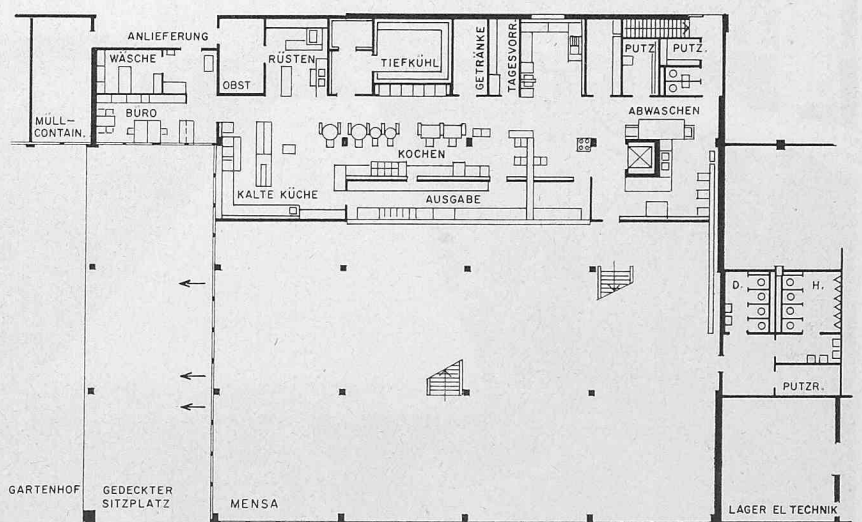 ANLIEFERUNG
WÄSCHE
OBST
RÜSTEN
TIEFKÜHL
GETRÄNKE
TAGESVORR.
PUTZ
PUTZ.
MÜLL-
CONTAIN.
BÜRO
ABWASCHEN
KOCHEN
KALTE KÜCHE
AUSGABE
D.
H.
PUTZR.
GARTENHOF
GEDECKTER
SITZPLATZ
MENSA
LAGER EL TECHNIK